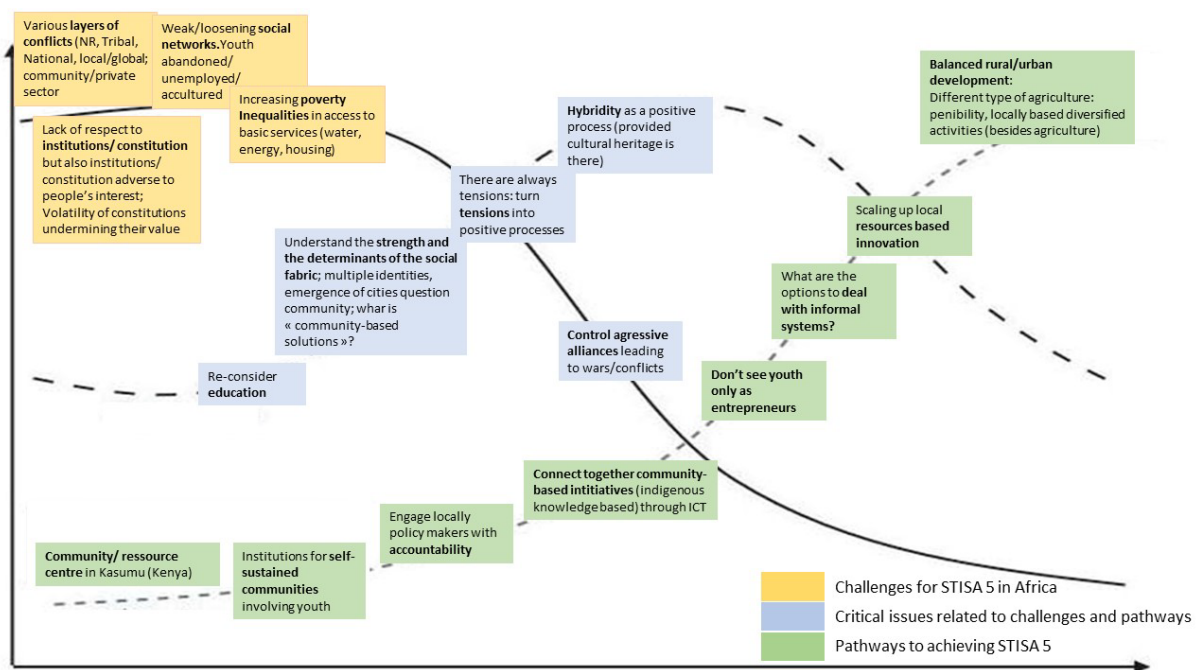 Various layers of
conflicts (NR, Tribal,
National, local/global;
community/private
sector
Weak/loosening social
networks.Youth
abandoned/
unemployed/
accultured
Increasing poverty
Inequalities in access to
basic services (water,
energy, housing)
Lack of respect to
institutions/ constitution
but also institutions/
constitution adverse to
people's interest;
Volatility of constitutions
undermining their value
Hybridity as a positive
process (provided
cultural heritage is
there)
There are always
tensions: turn
tensions into
positive processes
Understand the strength and
the determinants of the social
fabric; multiple identities,
emergence of cities question
community; whar is
« community-based
solutions »?
Re-consider
education
Control agressive
alliances leading
to wars/conflicts
Balanced rural/urban
development:
Different type of agriculture:
penibility, locally based diversified
activities (besides agriculture)
Scaling up local
resources based
innovation
What are the
options to deal
with informal
systems?
Don't see youth
only as
entrepreneurs
Connect together community-
based intitiatives (indigenous
knowledge based) through ICT
Engage locally
policy makers with
accountability
Institutions for self-
sustained
communities
involving youth
Community/ ressource
centre in Kasumu (Kenya)
Challenges for STISA 5 in Africa
Critical issues related to challenges and pathways
Pathways to achieving STISA 5